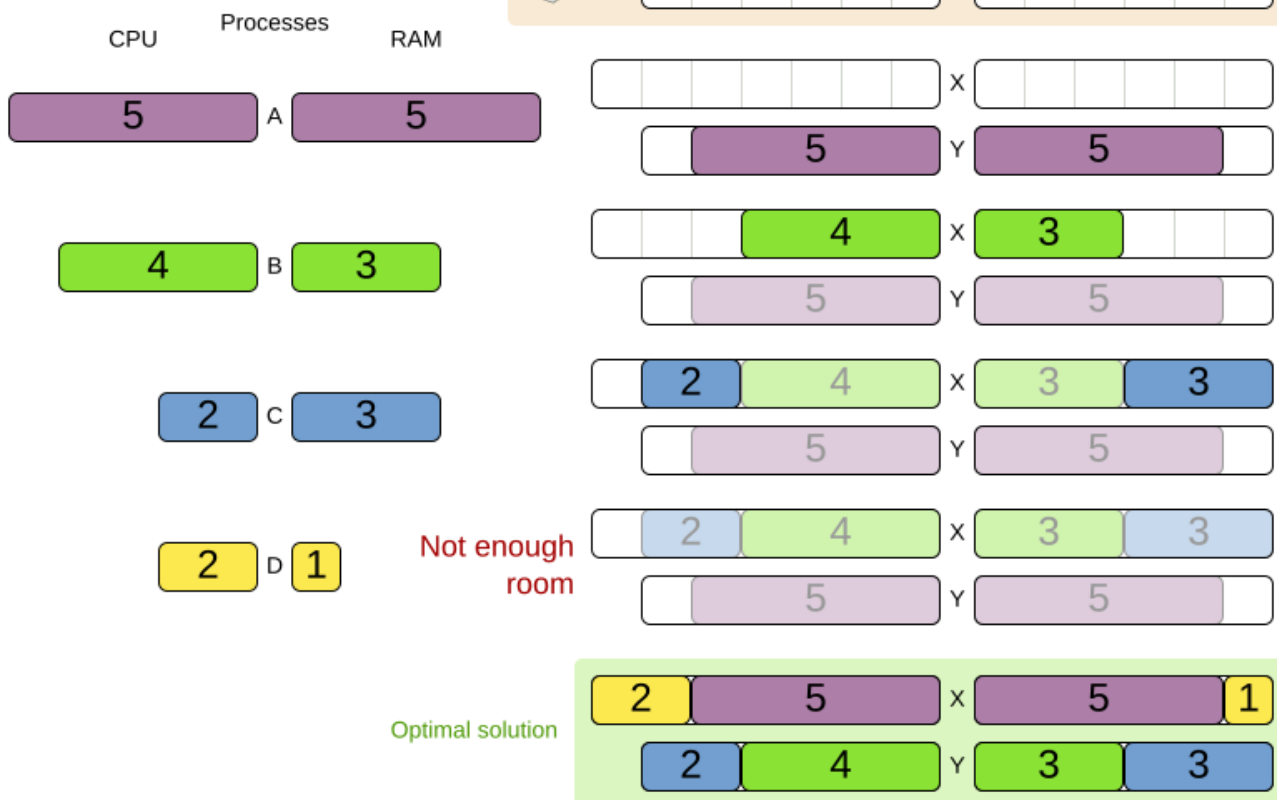 Processes
CPU RAM
X
5 A 5
5 Y 5
4 X 3
4 B 3
5 Y 5
2 4 X 3 3
2 C 3
5 Y 5
2 4 X 3 3
Not enough
room
2 D 1
5 Y 5
2 5 X 5 1
Optimal solution
2 4 Y 3 3